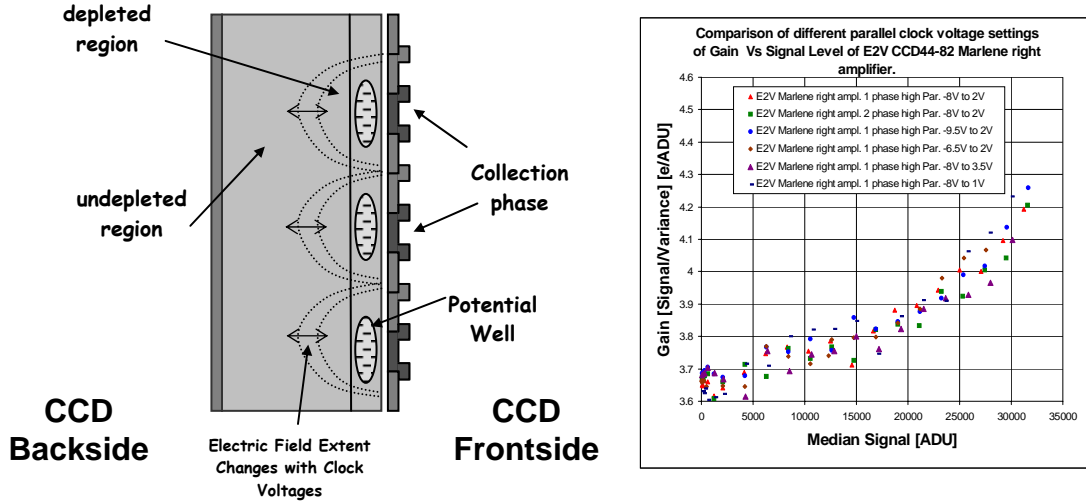 depleted
region
undepleted
region
Collection
phase
Potential
Well
CCD
Backside
CCD
Frontside
Electric Field Extent
Changes with Clock
Voltages
Comparison of different parallel clock voltage settings
of Gain Vs Signal Level of E2V CCD44-82 Marlene right
amplifier.
Gain [Signal/Variance] [e/ADU]
4.6
4.5
4.4
4.3
4.2
4.1
4
3.9
3.8
3.7
3.6
E2V Marlene right ampl. 1 phase high Par. -8V to 2V
E2V Marlene right ampl. 2 phase high Par. -8V to 2V
E2V Marlene right ampl. 1 phase high Par. -9.5V to 2V
E2V Marlene right ampl. 1 phase high Par. -6.5V to 2V
E2V Marlene right ampl. 1 phase high Par. -8V to 3.5V
E2V Marlene right ampl. 1 phase high Par. -8V to 1V
0 5000 10000 15000 20000 25000 30000 35000
Median Signal [ADU]